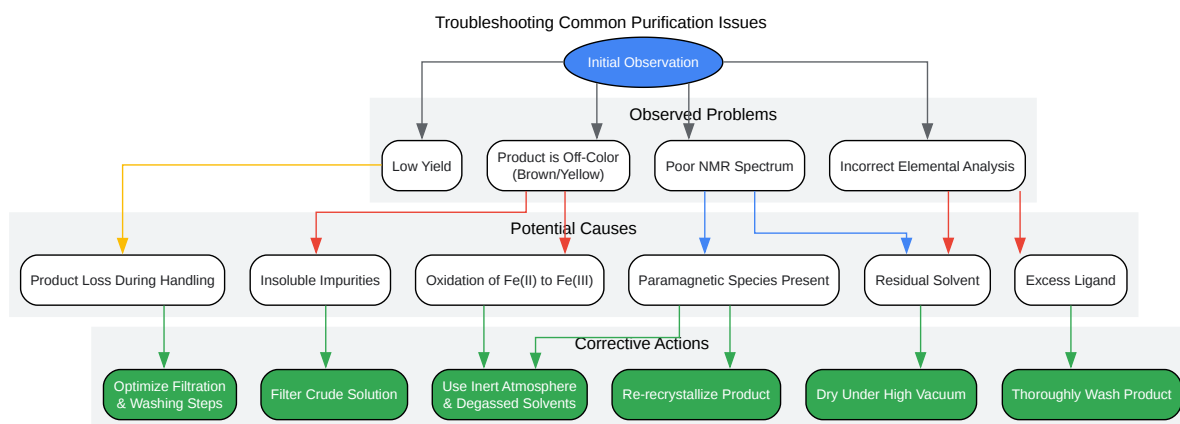 Troubleshooting Common Purification Issues
Initial Observation
Observed Problems
Low Yield
Product is Off-Color
(Brown/Yellow)
Poor NMR Spectrum
Incorrect Elemental Analysis
Potential Causes
Product Loss During Handling
Insoluble Impurities
Oxidation of Fe(II) to Fe(III)
Paramagnetic Species Present
Residual Solvent
Excess Ligand
Corrective Actions
Optimize Filtration
& Washing Steps
Filter Crude Solution
Use Inert Atmosphere
& Degassed Solvents
Re-recrystallize Product
Dry Under High Vacuum
Thoroughly Wash Product